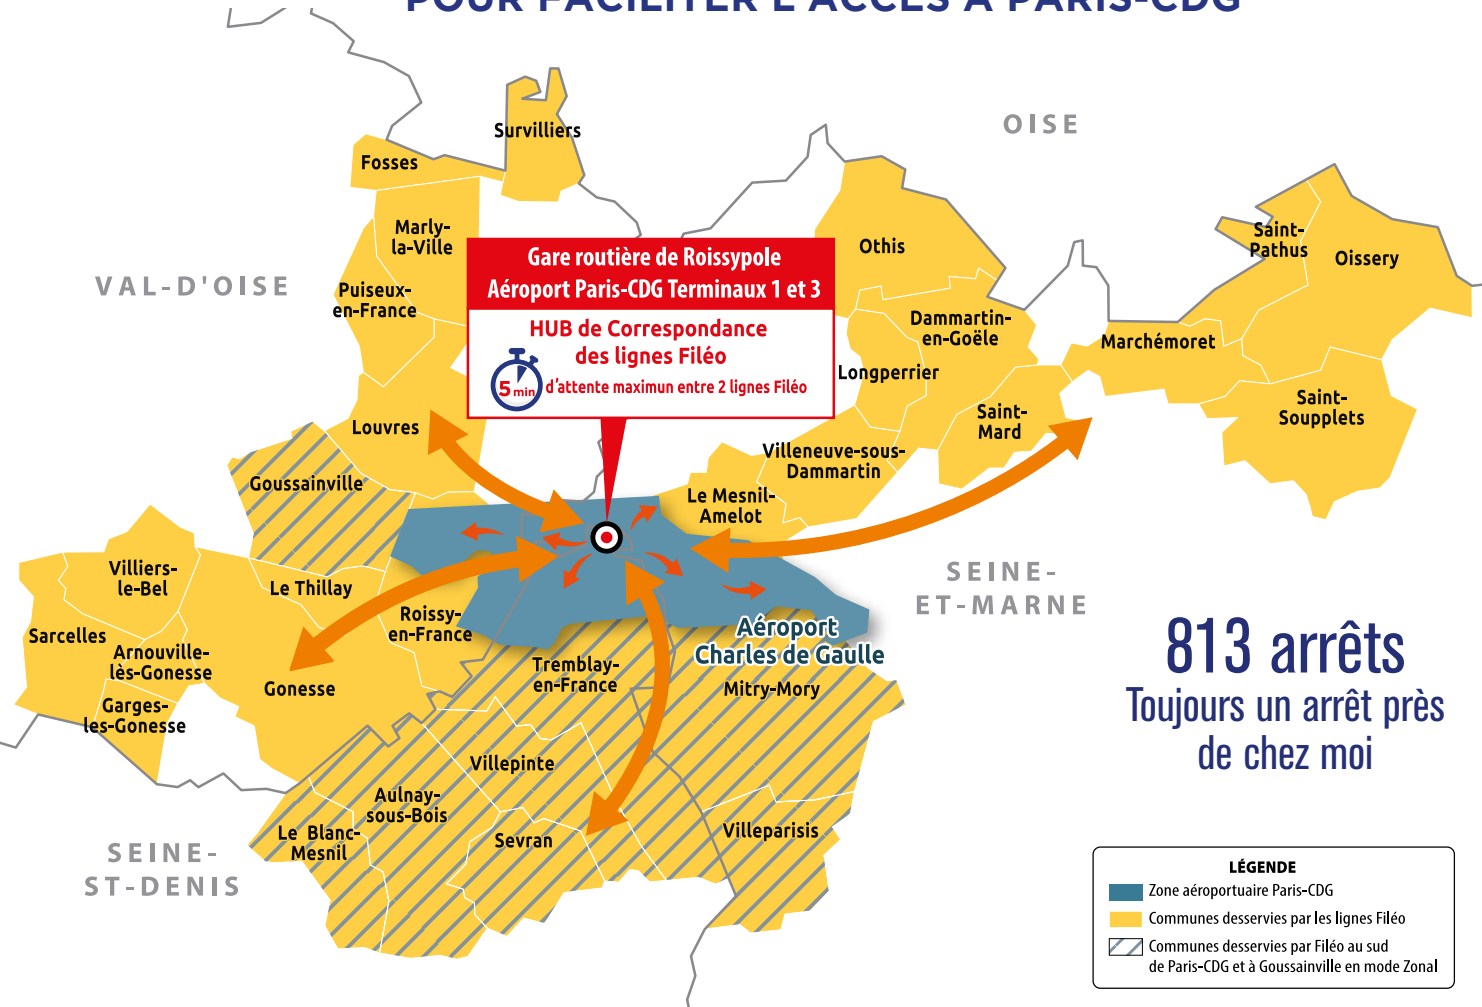 POUR FACILITER L'ACCÈS À PARIS-CDG
OISE
Survilliers
Fosses
Marly-
la-Ville
VAL-D'OISE
Puiseux-
en-France
Gare routière de Roissypole
Aéroport Paris-CDG Terminaux 1 et 3
HUB de Correspondance
des lignes Filéo
5 min
d'attente maximun entre 2 lignes Filéo
Othis
Saint-
Pathus
Oissery
Dammartin-
en-Goële
Marchémoret
Longperrier
Saint-
Mard
Saint-
Soupplets
Louvres
Villeneuve-sous-
Dammartin
Goussainville
Le Mesnil-
Amelot
Villiers-
le-Bel
Le Thillay
SEINE-
ET-MARNE
Roissy-
en-France
Sarcelles
Arnouville-
lès-Gonesse
Aéroport
Charles de Gaulle
Tremblay-
en-France
Mitry-Mory
Gonesse
Garges-
les-Gonesse
813 arrêts
Toujours un arrêt près
de chez moi
Villepinte
Aulnay-
sous-Bois
Le Blanc-
Mesnil
Sevran
Villeparisis
SEINE-
ST-DENIS
LÉGENDE
Zone aéroportuaire Paris-CDG
Communes desservies par les lignes Filéo
Communes desservies par Filéo au sud
de Paris-CDG et à Goussainville en mode Zonal